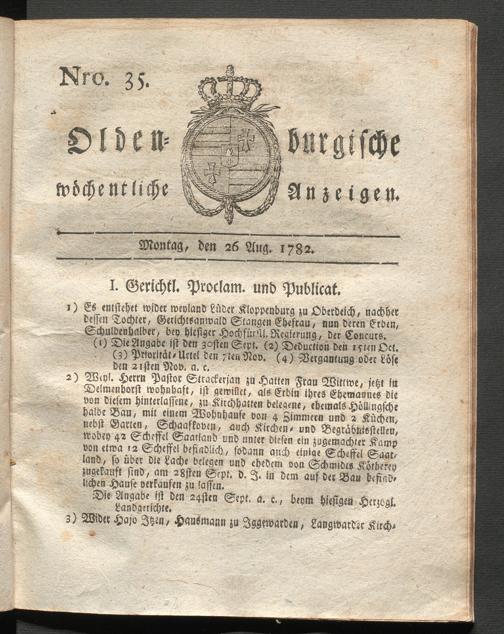 Nro. 35.
Olden= burgische
wöchentliche Anzeigen.
Montag, den 26 Aug. 1782.
I. Gerichtl. Proclam. und Publicat.
1) Es entstehet wider weyland Lüder Kloppenburg zu Oberdeich, nachher
dessen Tochter, Gerichtsanwald Stangen Ehefrau, nun deren Erben,
Schuldenhalber, bey hiesiger Hochfürstl. Regierung, der Concurs.
(1) Die Angabe ist den 30sten Sept. (2) Deduction den 15ten Oct.
(3) Prioritäts-Urtel den 7ten Nov. (4) Vergantung oder Löse
den 21sten Nov. a. c.
2) Weyl. Herrn Pastor Strackerjan zu Hatten Frau Wittwe, jetzt in
Delmenhorst wohnhaft, ist gewillet, als Erbin ihres Ehemannes die
von diesem hinterlassene, zu Kirchhatten belegene, ehemals Hüllingsche
halbe Bau, mit einem Wohnhause von 4 Zimmern und 2 Küchen,
nebst Garten, Schaafkoven, auch Kirchen- und Begräbnißstellen,
wobey 42 Scheffel Saatland und unter diesen ein zugemachter Kamp
von etwa 12 Scheffel befindlich, sodann auch einige Scheffel Saat-
land, so über die Lache belegen und ehedem von Schmides Kötherey
zugekauft sind, am 28sten Sept. d. J. in dem auf der Bau befind-
lichen Hause verkaufen zu lassen.
Die Angabe ist den 24sten Sept. a. c., beym hiesigen Herzogl.
Landgerichte.
3) Wider Hajo Itzen, Hausmann zu Iggewarden, Langwarder Kirch-